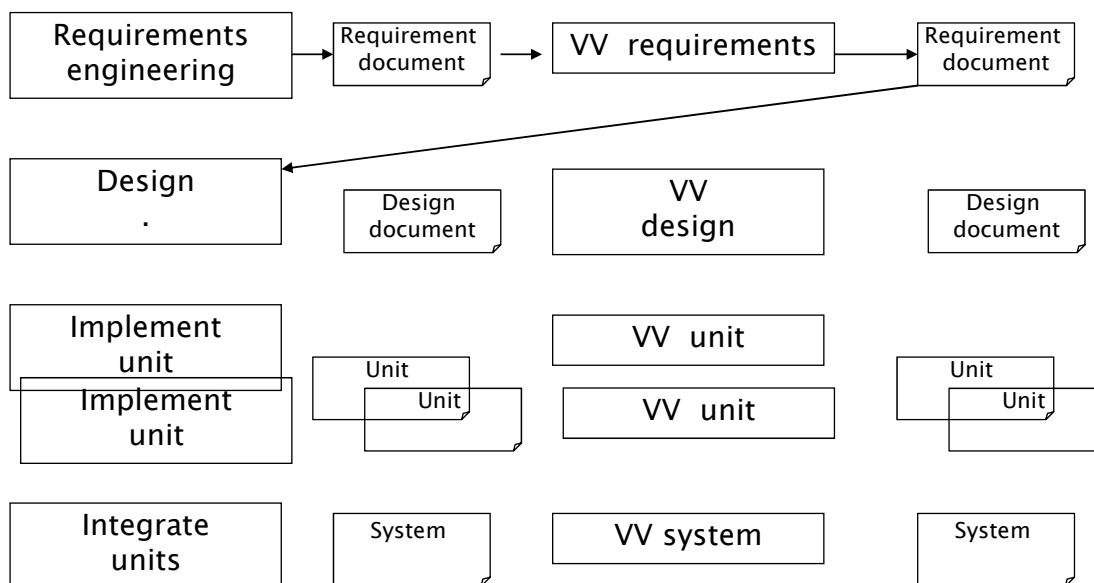 Requirements
engineering
Requirement
document
VV requirements
Requirement
document
Design
.
Design
document
VV
design
Design
document
Implement
unit
Implement
unit
Unit
Unit
VV unit
VV unit
Unit
Unit
Integrate
units
System
VV system
System